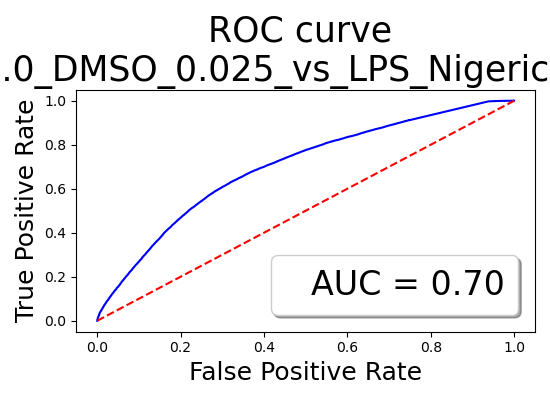 ROC curve
.0_DMSO_0.025_vs_LPS_Nigeric
1.0
0.8
0.6
0.4
0.2
0.0
True Positive Rate
AUC = 0.70
0.0 0.2 0.4 0.6 0.8 1.0
False Positive Rate